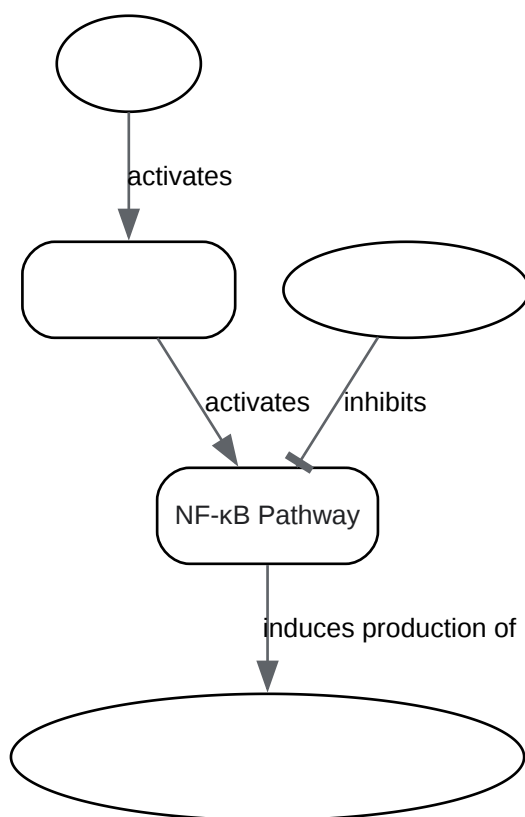 activates
activates
inhibits
NF-κB Pathway
induces production of